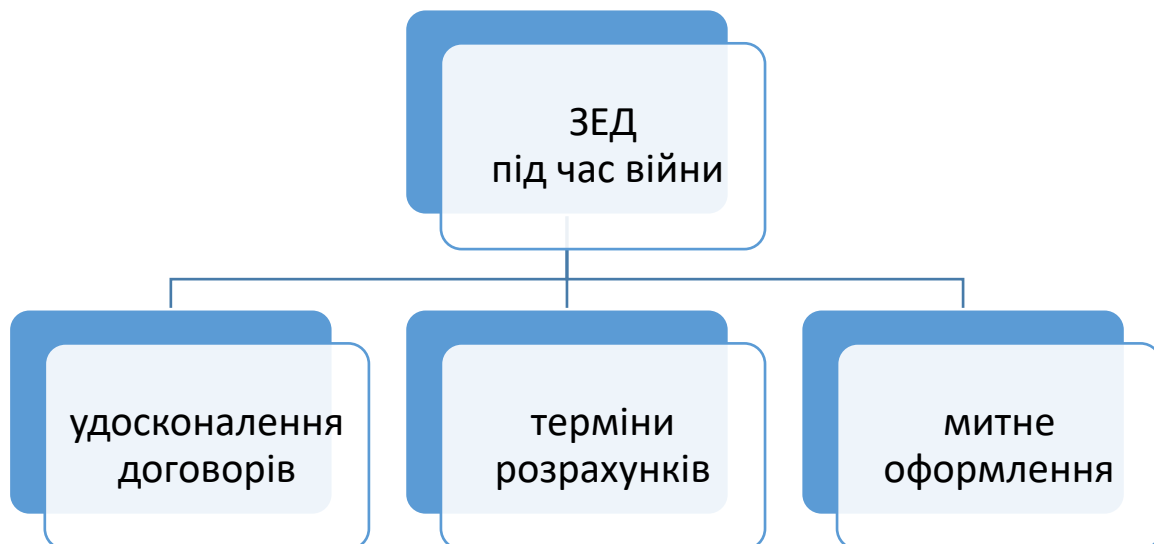 ЗЕД
під час війни
удосконалення
договорів
терміни
розрахунків
митне
оформлення